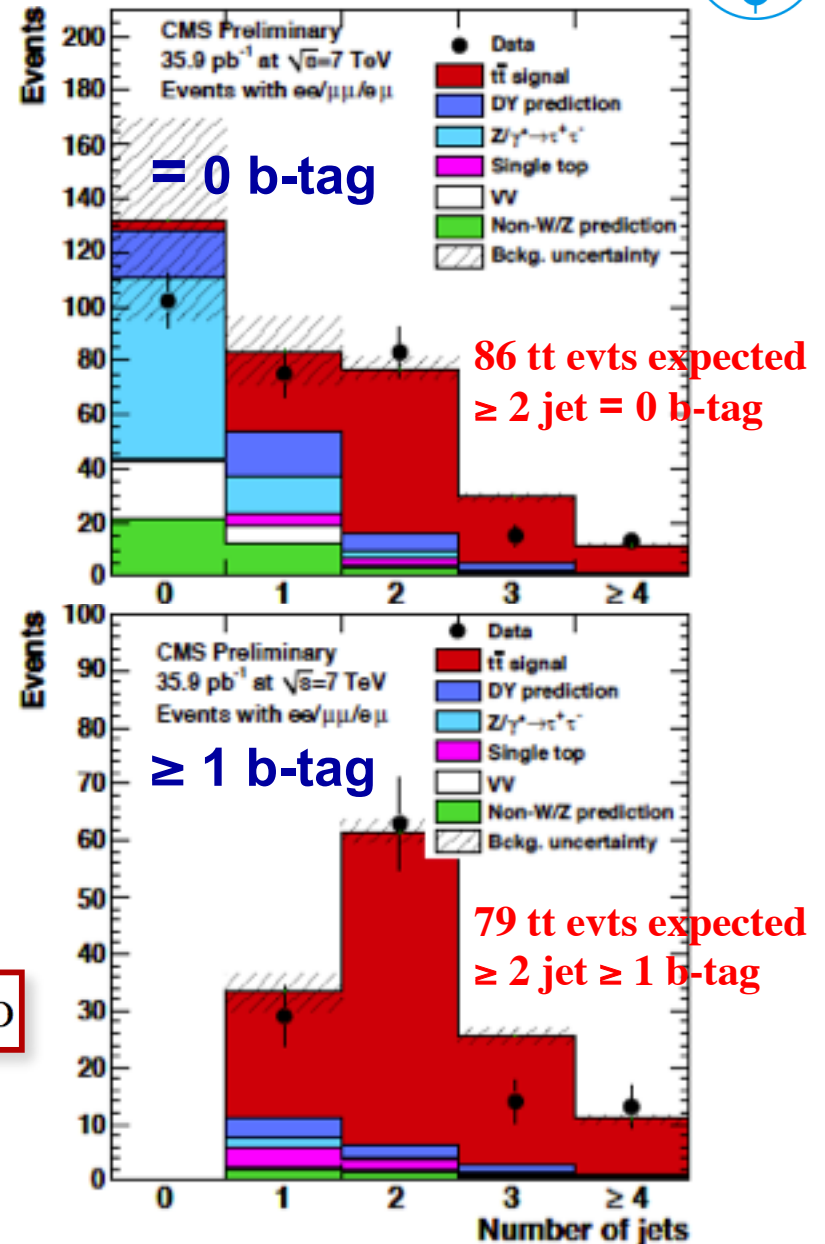 Events
200
180
160
140
120
100
80
60
40
20
0
CMS Preliminary
35.9 pb⁻¹ at √s=7 TeV
Events with ee/μμ/eμ
= 0 b-tag
Data
tt̄ signal
DY prediction
Z/γ*→τ⁺τ⁻
Single top
VV
Non-W/Z prediction
Bckg. uncertainty
86 tt evts expected
≥ 2 jet = 0 b-tag
0 1 2 3 ≥ 4
Events
100
90
80
70
60
50
40
30
20
10
0
CMS Preliminary
35.9 pb⁻¹ at √s=7 TeV
Events with ee/μμ/eμ
≥ 1 b-tag
Data
tt̄ signal
DY prediction
Z/γ*→τ⁺τ⁻
Single top
VV
Non-W/Z prediction
Bckg. uncertainty
79 tt evts expected
≥ 2 jet ≥ 1 b-tag
0 1 2 3 ≥ 4
Number of jets